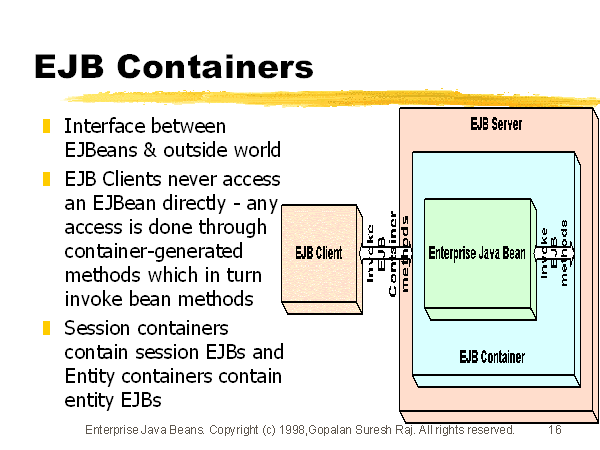 EJB Containers
Interface between
EJBeans & outside world
EJB Clients never access
an EJBean directly - any
access is done through
container-generated
methods which in turn
invoke bean methods
Session containers
contain session EJBs and
Entity containers contain
entity EJBs
EJB Server
EJB Client
Invoke
EJB
Container
methods
Enterprise Java Bean
Invoke
EJB
methods
EJB Container
Enterprise Java Beans. Copyright (c) 1998,Gopalan Suresh Raj. All rights reserved.
16